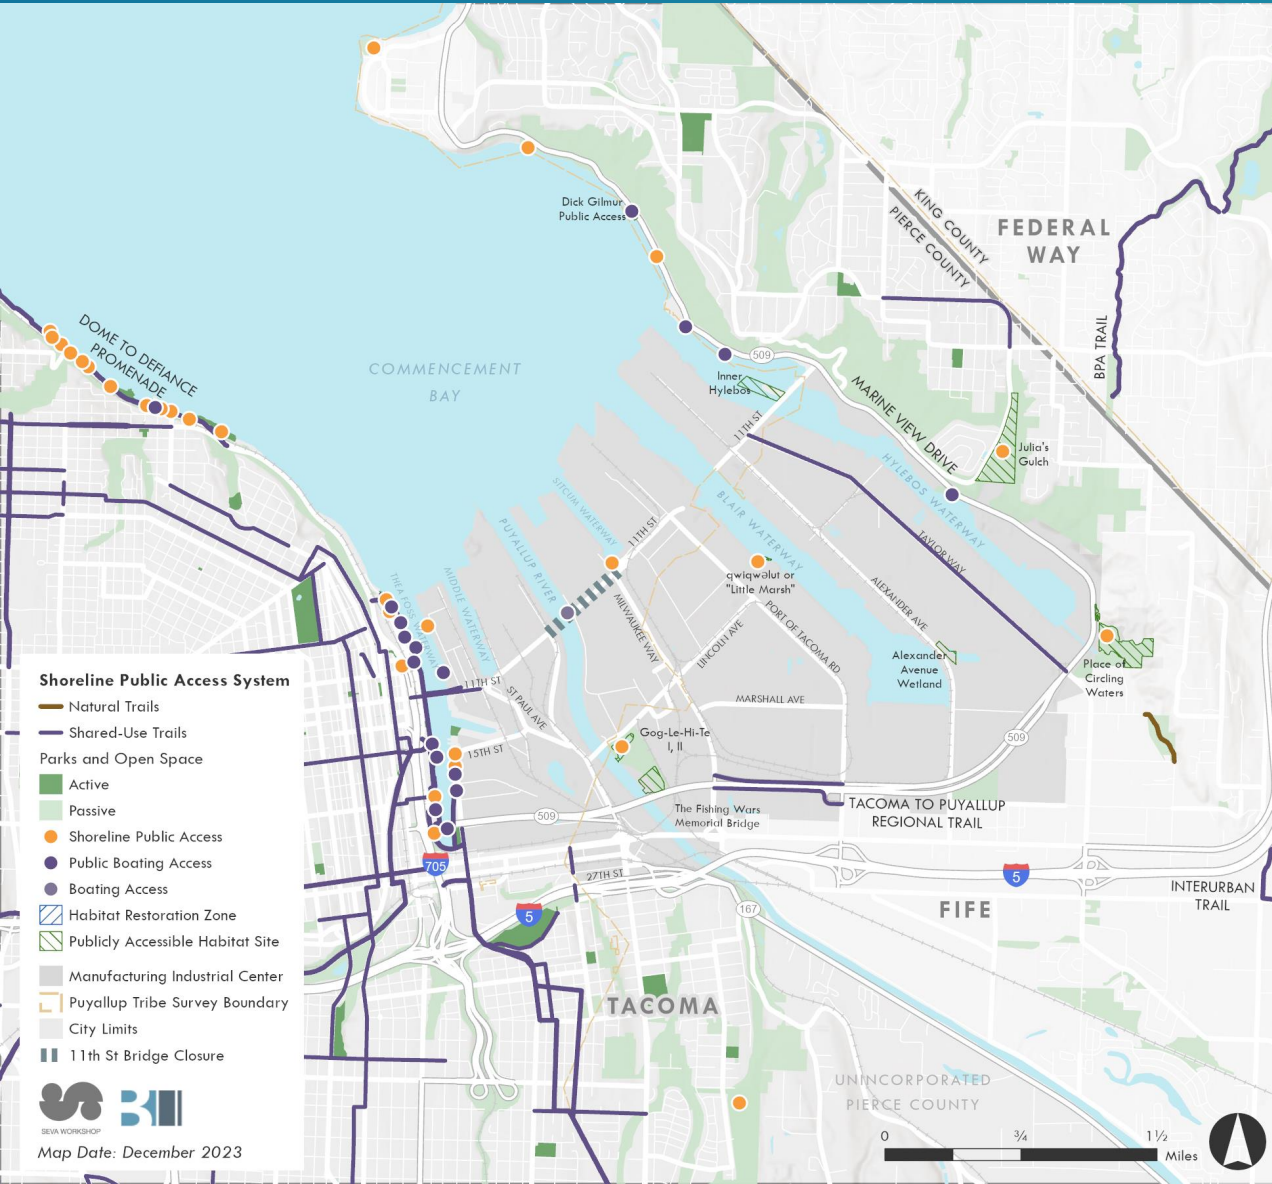 Dick Gilmur
Public Access
KING COUNTY
PIERCE COUNTY
FEDERAL
WAY
BPA TRAIL
DOME TO DEFIANCE
PROMENADE
COMMENCEMENT
BAY
509
Inner
Hylebos
MARINE VIEW DRIVE
11TH ST
Julia's
Gulch
HYLEBOS WATERWAY
SITCUM WATERWAY
BLAIR WATERWAY
PUYALLUP RIVER
11TH ST
TAYLOR WAY
qwiqwəlut or
"Little Marsh"
THEA FOSS WATERWAY
MIDDLE WATERWAY
MILWAUKEE WAY
LINCOLN AVE
PORT OF TACOMA RD
ALEXANDER AVE
Alexander
Avenue
Wetland
Place of
Circling
Waters
11TH ST
ST PAUL AVE
MARSHALL AVE
Gog-Le-Hi-Te
I, II
15TH ST
509
509
The Fishing Wars
Memorial Bridge
TACOMA TO PUYALLUP
REGIONAL TRAIL
705
27TH ST
5
5
167
INTERURBAN
TRAIL
FIFE
TACOMA
UNINCORPORATED
PIERCE COUNTY
Shoreline Public Access System
Natural Trails
Shared-Use Trails
Parks and Open Space
Active
Passive
Shoreline Public Access
Public Boating Access
Boating Access
Habitat Restoration Zone
Publicly Accessible Habitat Site
Manufacturing Industrial Center
Puyallup Tribe Survey Boundary
City Limits
11th St Bridge Closure
SEVA WORKSHOP
Map Date: December 2023
0 ¾ 1½
Miles